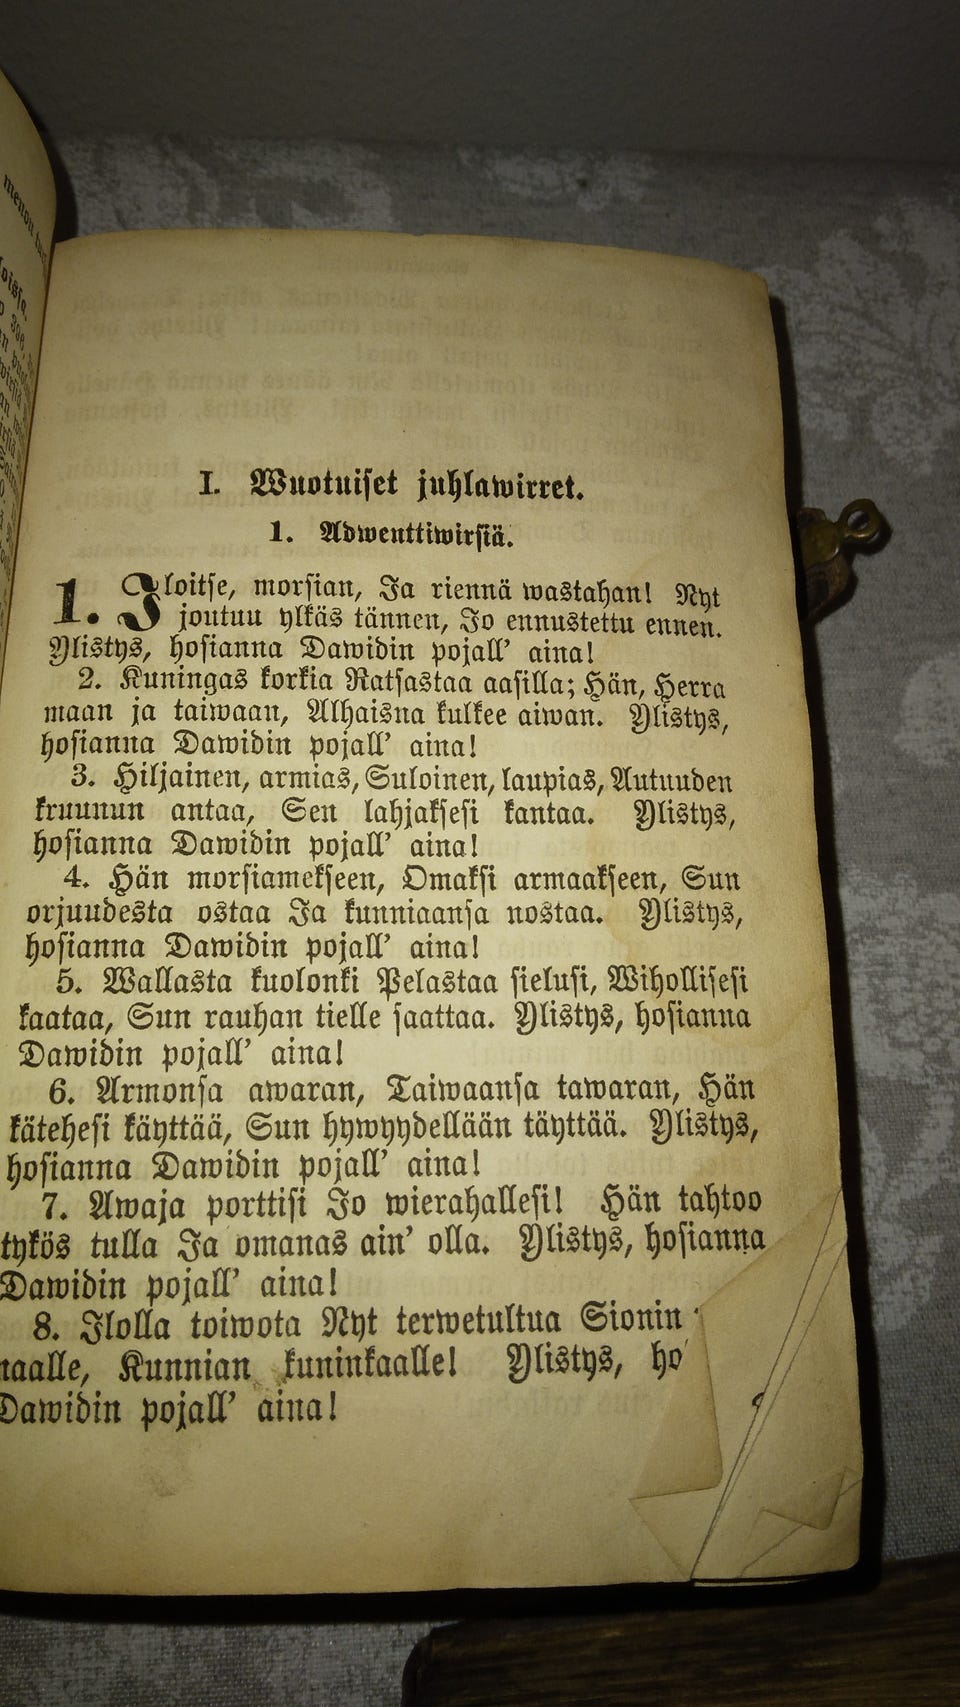 I. Wuotuiset juhlawirret.
1. Adwenttiwirsiä.
1. Iloitse, morsian, Ja riennä wastahan! Nyt
joutuu ylkäs tännen, Jo ennustettu ennen.
Ylistys, hosianna Dawidin pojall' aina!
2. Kuningas korkia Ratsastaa aasilla; Hän, Herra
maan ja taiwaan, Alhaisna kulkee aiwan. Ylistys,
hosianna Dawidin pojall' aina!
3. Hiljainen, armias, Suloinen, laupias, Autuuden
kruunun antaa, Sen lahjaksesi kantaa. Ylistys,
hosianna Dawidin pojall' aina!
4. Hän morsiamekseen, Omaksi armaakseen, Sun
orjuudesta ostaa Ja kunniaansa nostaa. Ylistys,
hosianna Dawidin pojall' aina!
5. Wallasta kuolonki Pelastaa sielusi, Wihollisesi
kaataa, Sun rauhan tielle saattaa. Ylistys, hosianna
Dawidin pojall' aina!
6. Armonsa awaran, Taiwaansa tawaran, Hän
kätehesi käyttää, Sun hywyydellään täyttää. Ylistys,
hosianna Dawidin pojall' aina!
7. Awaja porttisi Jo wierahallesi! Hän tahtoo
tykös tulla Ja omanas ain' olla. Ylistys, hosianna
Dawidin pojall' aina!
8. Ilolla toiwota Nyt terwetultua Sionin
maalle, Kunnian kuninkaalle! Ylistys, ho
Dawidin pojall' aina!